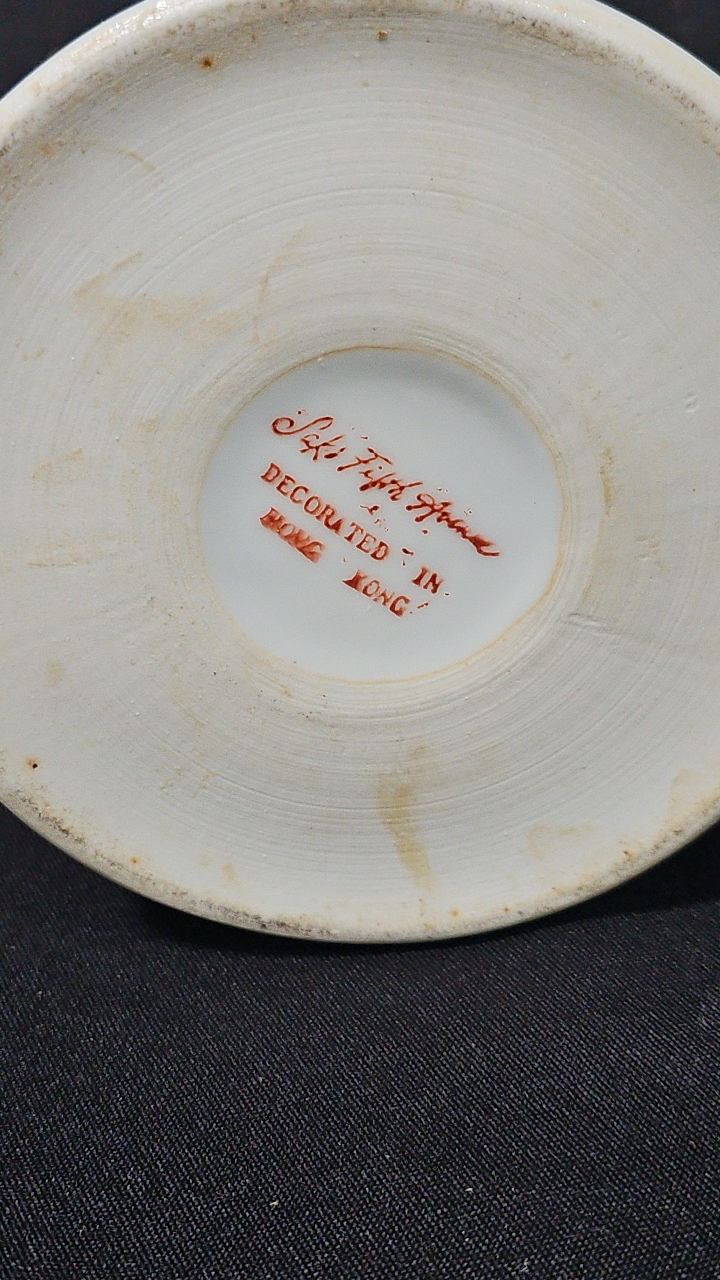 Saks Fifth Avenue
DECORATED IN
HONG KONG